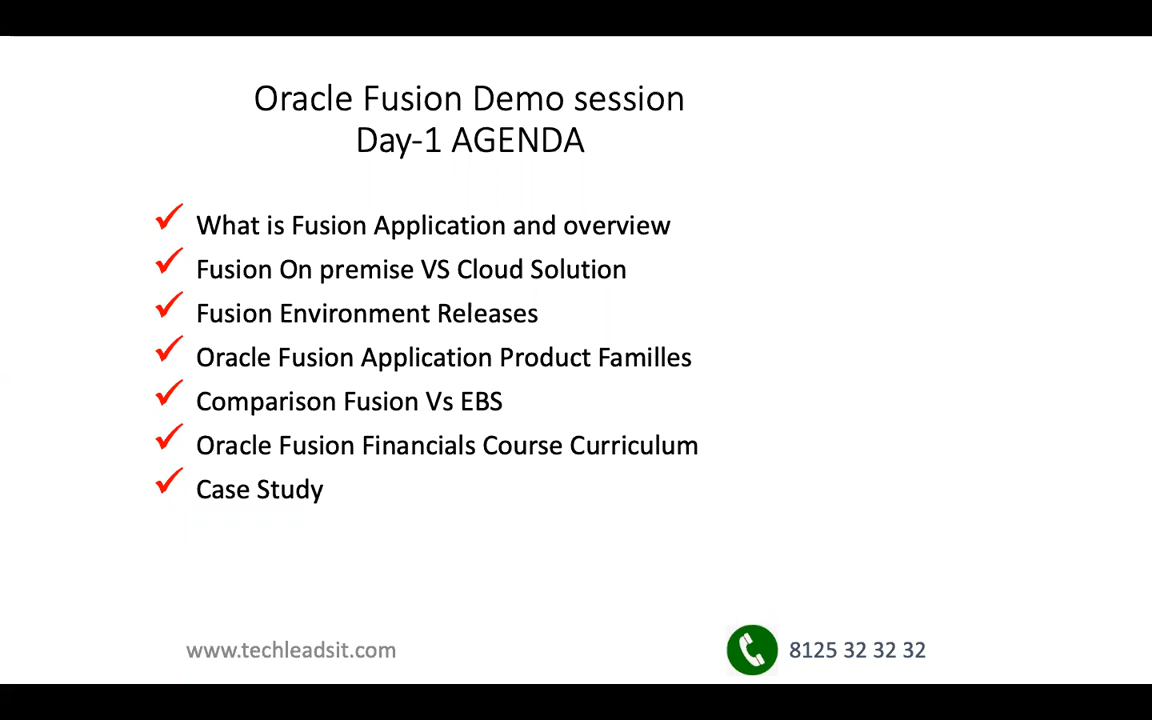 Oracle Fusion Demo session
Day-1 AGENDA
What is Fusion Application and overview
Fusion On premise VS Cloud Solution
Fusion Environment Releases
Oracle Fusion Application Product Familles
Comparison Fusion Vs EBS
Oracle Fusion Financials Course Curriculum
Case Study
www.techleadsit.com
8125 32 32 32